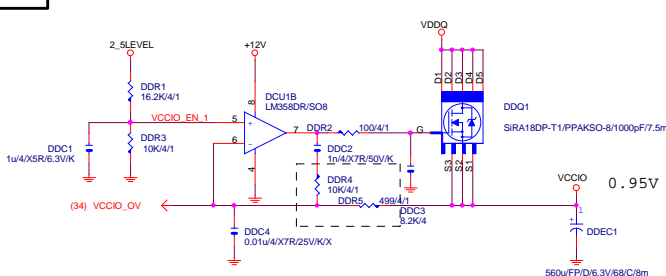 VDDQ
2_5LEVEL
+12V
D1
D2
D3
D4
D5
DDR1
16.2K/4/1
DCU1B
LM358DR/SO8
8
DDQ1
VCCIO_EN_1
5
+
7
DDR2
100/4/1
G
SiRA18DP-T1/PPAKSO-8/1000pF/7.5m
6
-
DDC1
1u/4/X5R/6.3V/K
DDR3
10K/4/1
4
DDC2
1n/4/X7R/50V/K
S3
S2
S1
DDR4
10K/4/1
VCCIO
0.95V
(34) VCCIO_OV
DDR5
499/4/1
DDC3
8.2K/4
1
DDC4
0.01u/4/X7R/25V/K/X
+
DDEC1
560u/FP/D/6.3V/68/C/8m